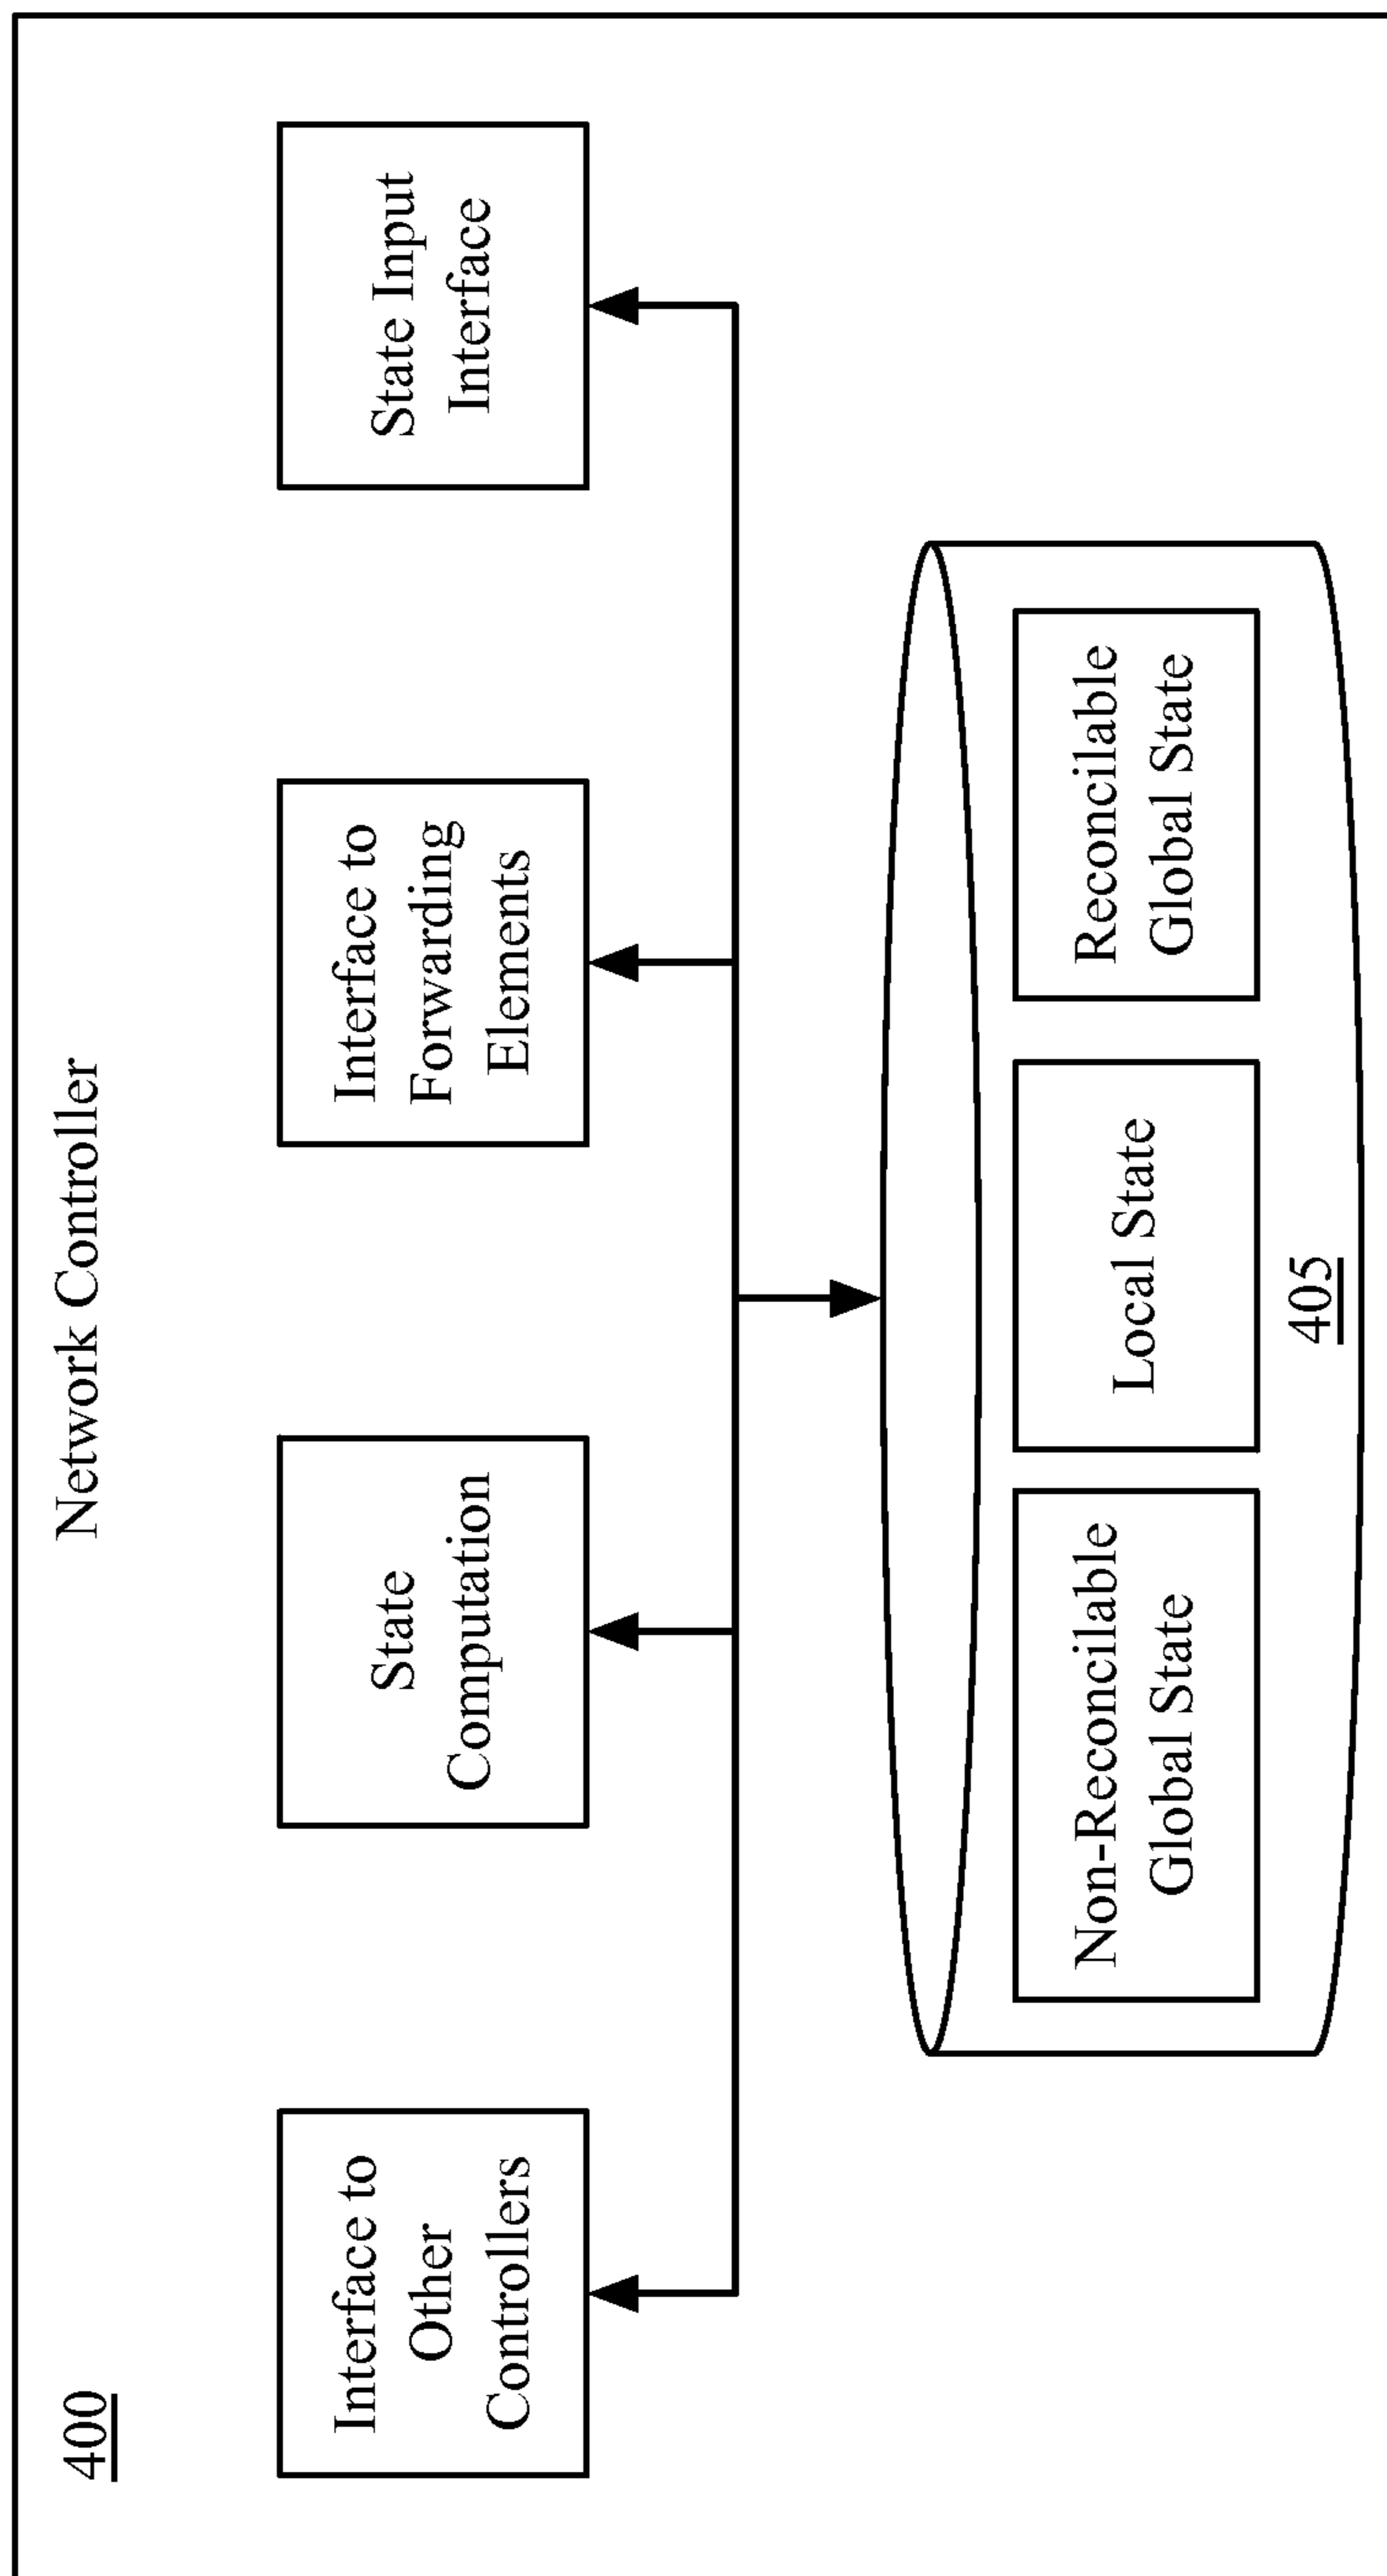 400
Network Controller
Interface to
Other
Controllers
State
Computation
Interface to
Forwarding
Elements
State Input
Interface
Non-Reconcilable
Global State
Local State
Reconcilable
Global State
405